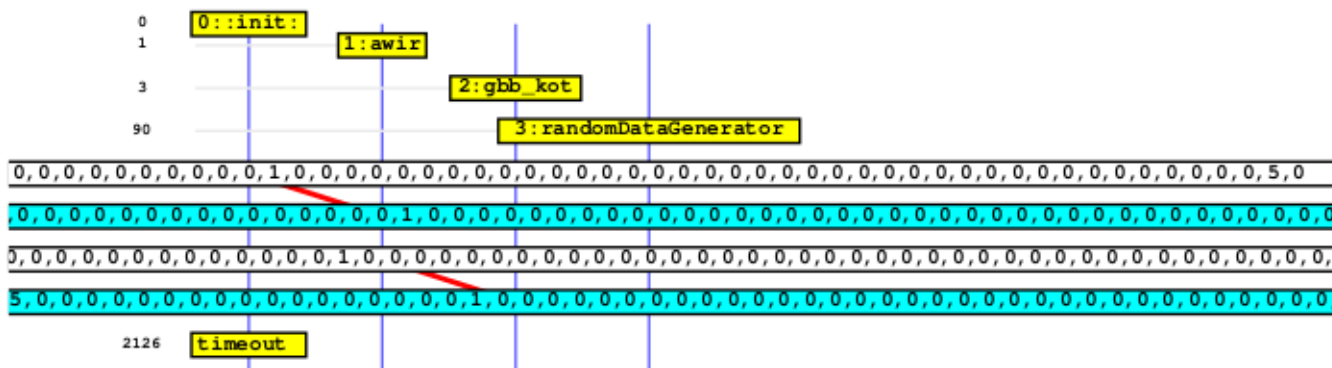 0 0::init:
1 1:awir
3 2:gbb_kot
90 3:randomDataGenerator
0,0,0,0,0,0,0,0,0,0,1,0,0,0,0,0,0,0,0,0,0,0,0,0,0,0,0,0,0,0,0,0,0,0,0,0,0,0,0,0,0,0,0,0,0,0,0,0,0,5,0
,0,0,0,0,0,0,0,0,0,0,0,0,0,0,0,1,0,0,0,0,0,0,0,0,0,0,0,0,0,0,0,0,0,0,0,0,0,0,0,0,0,0,0,0,0,0,0,0,0,0,0,0
0,0,0,0,0,0,0,0,0,0,0,0,0,1,0,0,0,0,0,0,0,0,0,0,0,0,0,0,0,0,0,0,0,0,0,0,0,0,0,0,0,0,0,0,0,0,0,0,0,0,0,0,
5,0,0,0,0,0,0,0,0,0,0,0,0,0,0,0,0,0,1,0,0,0,0,0,0,0,0,0,0,0,0,0,0,0,0,0,0,0,0,0,0,0,0,0,0,0,0,0,0,0,0,0
2126 timeout